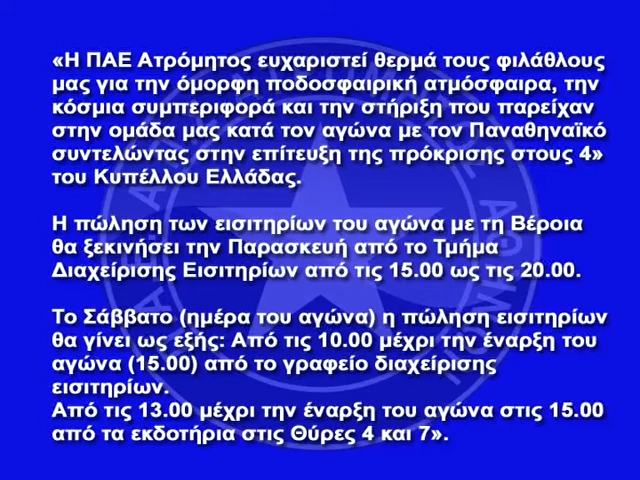 «Η ΠΑΕ Ατρόμητος ευχαριστεί θερμά τους φιλάθλους
μας για την όμορφη ποδοσφαιρική ατμόσφαιρα, την
κόσμια συμπεριφορά και την στήριξη που παρείχαν
στην ομάδα μας κατά τον αγώνα με τον Παναθηναϊκό
συντελώντας στην επίτευξη της πρόκρισης στους 4»
του Κυπέλλου Ελλάδας.
Η πώληση των εισιτηρίων του αγώνα με τη Βέροια
θα ξεκινήσει την Παρασκευή από το Τμήμα
Διαχείρισης Εισιτηρίων από τις 15.00 ως τις 20.00.
Το Σάββατο (ημέρα του αγώνα) η πώληση εισιτηρίων
θα γίνει ως εξής: Από τις 10.00 μέχρι την έναρξη του
αγώνα (15.00) από το γραφείο διαχείρισης
εισιτηρίων.
Από τις 13.00 μέχρι την έναρξη του αγώνα στις 15.00
από τα εκδοτήρια στις Θύρες 4 και 7».